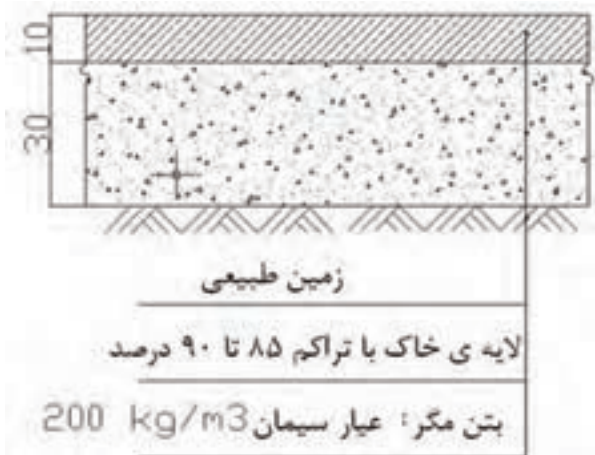 10
30
زمین طبیعی
لایه ی خاک با تراکم ۸۵ تا ۹۰ درصد
بتن مگر: عیار سیمان 200 kg/m3